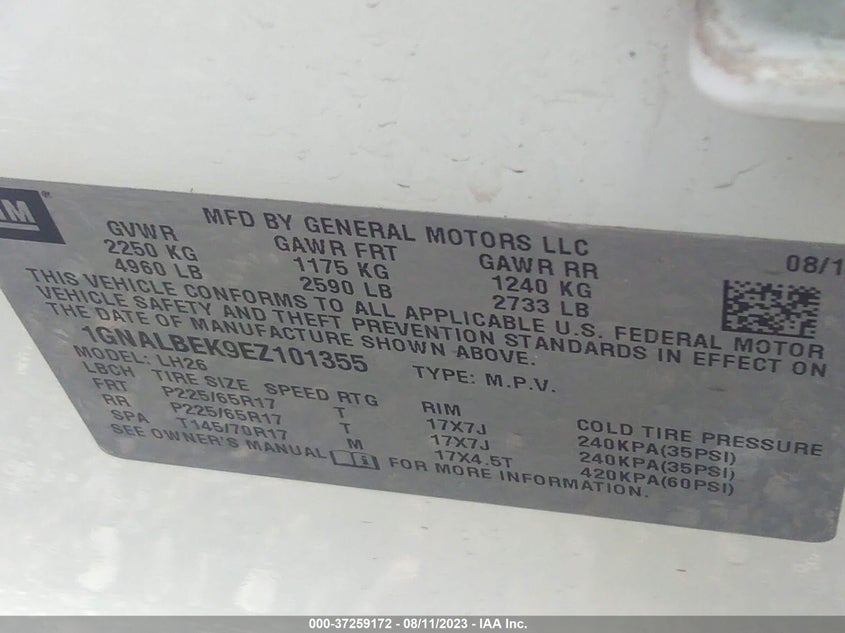 GM®
MFD BY GENERAL MOTORS LLC 08/1
GVWR GAWR FRT GAWR RR
2250 KG 1175 KG 1240 KG
4960 LB 2590 LB 2733 LB
THIS VEHICLE CONFORMS TO ALL APPLICABLE U.S. FEDERAL MOTOR
VEHICLE SAFETY AND THEFT PREVENTION STANDARDS IN EFFECT ON
THE DATE OF MANUFACTURE SHOWN ABOVE.
1GNALBEK9EZ101355 TYPE: M.P.V.
MODEL: LH26
LBCH TIRE SIZE SPEED RTG RIM COLD TIRE PRESSURE
FRT P225/65R17 T 17X7J 240KPA(35PSI)
RR P225/65R17 T 17X7J 240KPA(35PSI)
SPA T145/70R17 M 17X4.5T 420KPA(60PSI)
SEE OWNER'S MANUAL i FOR MORE INFORMATION.
000-37259172 - 08/11/2023 - IAA Inc.